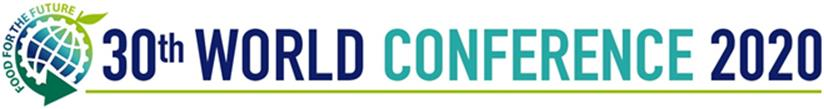 FOOD FOR THE FUTURE
30th WORLD CONFERENCE 2020